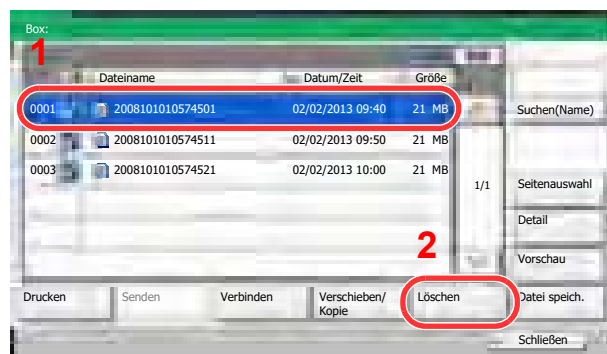 Box:
1
Dateiname Datum/Zeit Größe
0001 2008101010574501 02/02/2013 09:40 21 MB
Suchen(Name)
0002 2008101010574511 02/02/2013 09:50 21 MB
0003 2008101010574521 02/02/2013 10:00 21 MB
1/1
Seitenauswahl
Detail
2
Vorschau
Drucken Senden Verbinden Verschieben/
Kopie
Löschen Datei speich.
Schließen